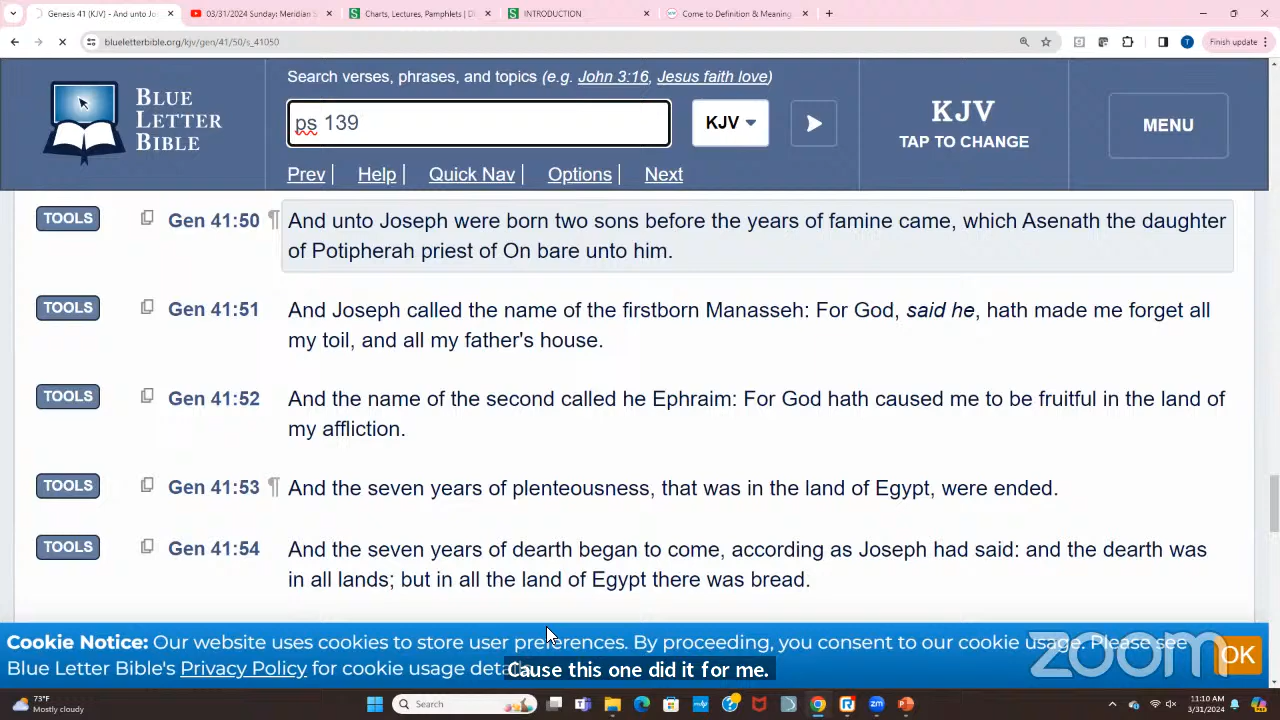 Genesis 41 (KJV) - And unto Jos
03/31/2024 Sunday: Meridian S
Charts, Lectures, Pamphlets | D
INTRODUCTION
Come to Definition & Meaning
blueletterbible.org/kjv/gen/41/50/s_41050
T
Finish update
BLUE
LETTER
BIBLE
Search verses, phrases, and topics (e.g. John 3:16, Jesus faith love)
ps 139
KJV
Prev | Help | Quick Nav | Options | Next
KJV
TAP TO CHANGE
MENU
TOOLS Gen 41:50 ¶ And unto Joseph were born two sons before the years of famine came, which Asenath the daughter
of Potipherah priest of On bare unto him.
TOOLS Gen 41:51 And Joseph called the name of the firstborn Manasseh: For God, said he, hath made me forget all
my toil, and all my father's house.
TOOLS Gen 41:52 And the name of the second called he Ephraim: For God hath caused me to be fruitful in the land of
my affliction.
TOOLS Gen 41:53 ¶ And the seven years of plenteousness, that was in the land of Egypt, were ended.
TOOLS Gen 41:54 And the seven years of dearth began to come, according as Joseph had said: and the dearth was
in all lands; but in all the land of Egypt there was bread.
Cookie Notice: Our website uses cookies to store user preferences. By proceeding, you consent to our cookie usage. Please see
Blue Letter Bible's Privacy Policy for cookie usage
Cause this one did it for me.
OK
zoom
73°F
Mostly cloudy
Search
11:10 AM
3/31/2024